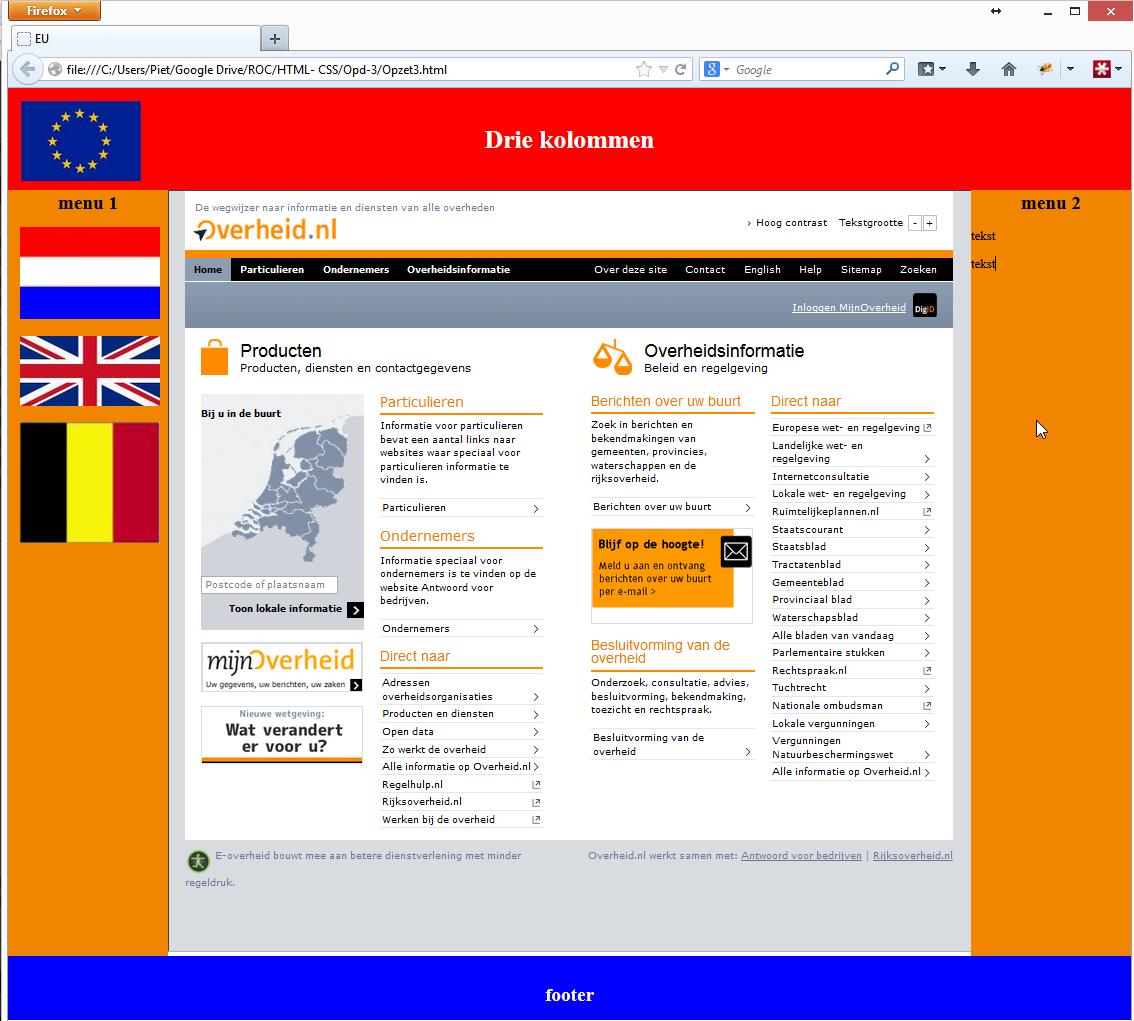 Firefox
EU
file:///C:/Users/Piet/Google Drive/ROC/HTML- CSS/Opd-3/Opzet3.html
Google
Drie kolommen
menu 1
De wegwijzer naar informatie en diensten van alle overheden
Overheid.nl
› Hoog contrast Tekstgrootte - +
Home Particulieren Ondernemers Overheidsinformatie Over deze site Contact English Help Sitemap Zoeken
Inloggen MijnOverheid DigiD
Producten
Producten, diensten en contactgegevens
Bij u in de buurt
Postcode of plaatsnaam
Toon lokale informatie
mijnOverheid
Uw gegevens, uw berichten, uw zaken
Nieuwe wetgeving:
Wat verandert
er voor u?
Particulieren
Informatie voor particulieren
bevat een aantal links naar
websites waar speciaal voor
particulieren informatie te
vinden is.
Particulieren
Ondernemers
Informatie speciaal voor
ondernemers is te vinden op de
website Antwoord voor
bedrijven.
Ondernemers
Direct naar
Adressen
overheidsorganisaties
Producten en diensten
Open data
Zo werkt de overheid
Alle informatie op Overheid.nl
Regelhulp.nl
Rijksoverheid.nl
Werken bij de overheid
Overheidsinformatie
Beleid en regelgeving
Berichten over uw buurt
Zoek in berichten en
bekendmakingen van
gemeenten, provincies,
waterschappen en de
rijksoverheid.
Berichten over uw buurt
Blijf op de hoogte!
Meld u aan en ontvang
berichten over uw buurt
per e-mail >
Besluitvorming van de
overheid
Onderzoek, consultatie, advies,
besluitvorming, bekendmaking,
toezicht en rechtspraak.
Besluitvorming van de
overheid
Direct naar
Europese wet- en regelgeving
Landelijke wet- en
regelgeving
Internetconsultatie
Lokale wet- en regelgeving
Ruimtelijkeplannen.nl
Staatscourant
Staatsblad
Tractatenblad
Gemeenteblad
Provinciaal blad
Waterschapsblad
Alle bladen van vandaag
Parlementaire stukken
Rechtspraak.nl
Tuchtrecht
Nationale ombudsman
Lokale vergunningen
Vergunningen
Natuurbeschermingswet
Alle informatie op Overheid.nl
E-overheid bouwt mee aan betere dienstverlening met minder
regeldruk.
Overheid.nl werkt samen met: Antwoord voor bedrijven | Rijksoverheid.nl
menu 2
tekst
tekst
footer